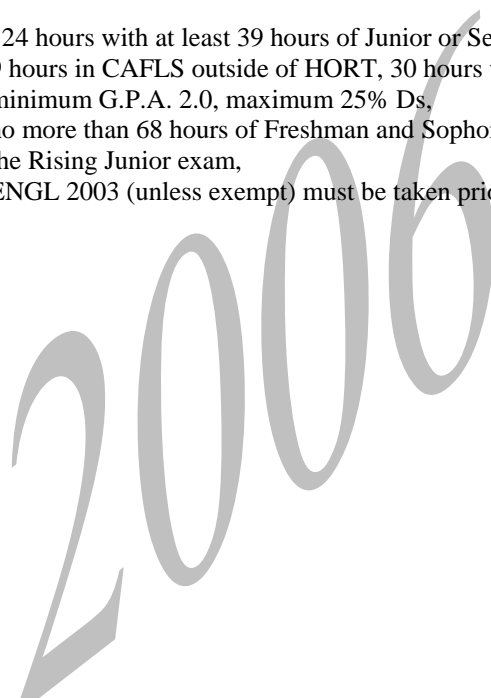 24 hours with at least 39 hours of Junior or Se
hours in CAFLS outside of HORT, 30 hours
minimum G.P.A. 2.0, maximum 25% Ds,
no more than 68 hours of Freshman and Sophor
he Rising Junior exam,
ENGL 2003 (unless exempt) must be taken prio
2006